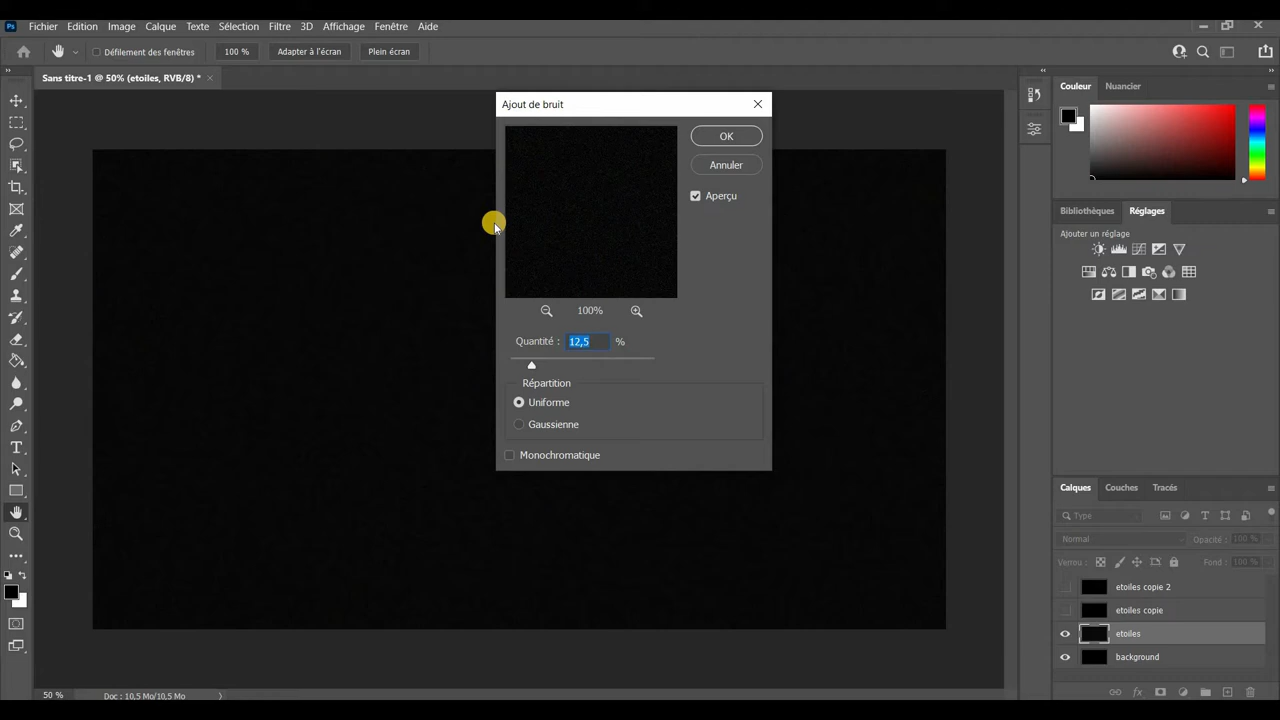 Ps Fichier Edition Image Calque Texte Sélection Filtre 3D Affichage Fenêtre Aide
Défilement des fenêtres 100 % Adapter à l'écran Plein écran
Sans titre-1 @ 50% (etoiles, RVB/8) *
Couleur Nuancier
Ajout de bruit
OK
Annuler
Aperçu
100%
Quantité : 12,5 %
Répartition
Uniforme
Gaussienne
Monochromatique
Bibliothèques Réglages
Ajouter un réglage
Calques Couches Tracés
Type
Normal Opacité : 100 %
Verrou : Fond : 100 %
etoiles copie 2
etoiles copie
etoiles
background
50 % Doc : 10,5 Mo/10,5 Mo